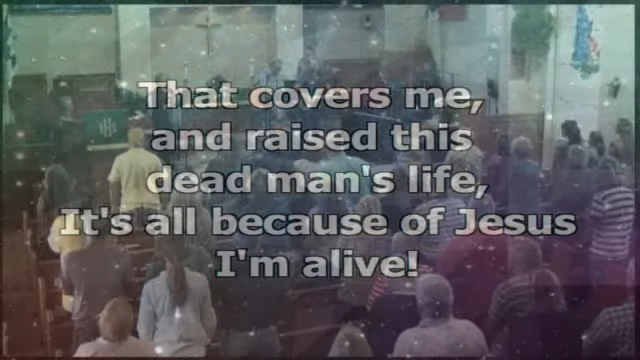 That covers me,
and raised this
dead man's life,
It's all because of Jesus
I'm alive!